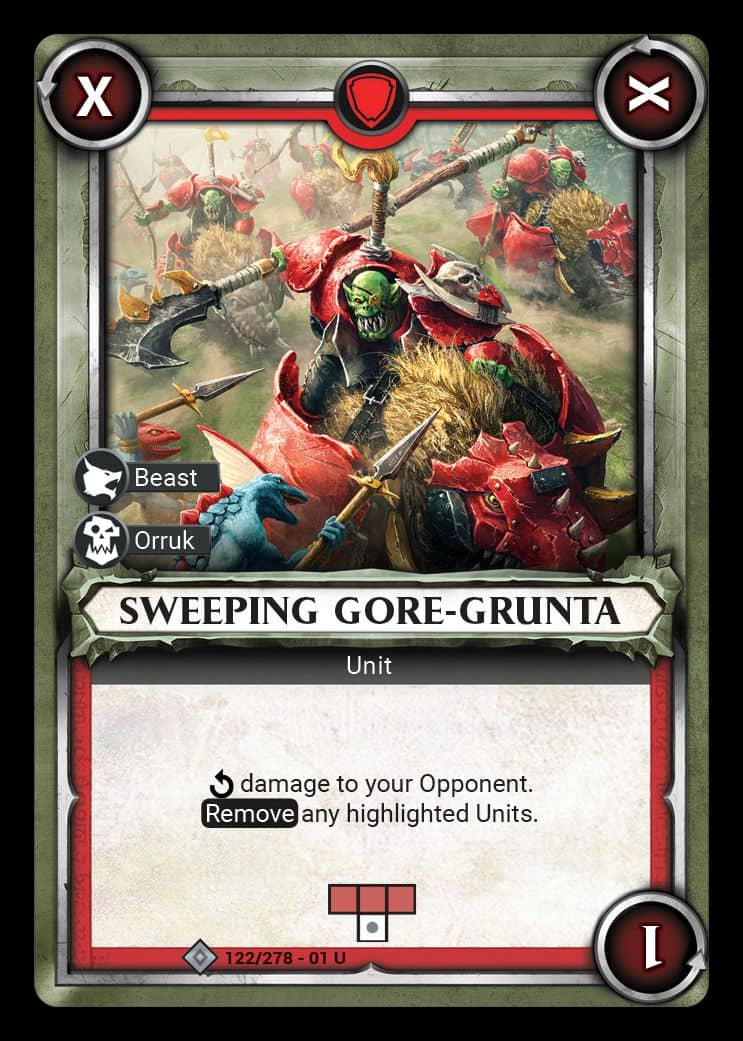 X
X
Beast
Orruk
SWEEPING GORE-GRUNTA
Unit
damage to your Opponent.
Remove any highlighted Units.
122/278 - 01 U
1